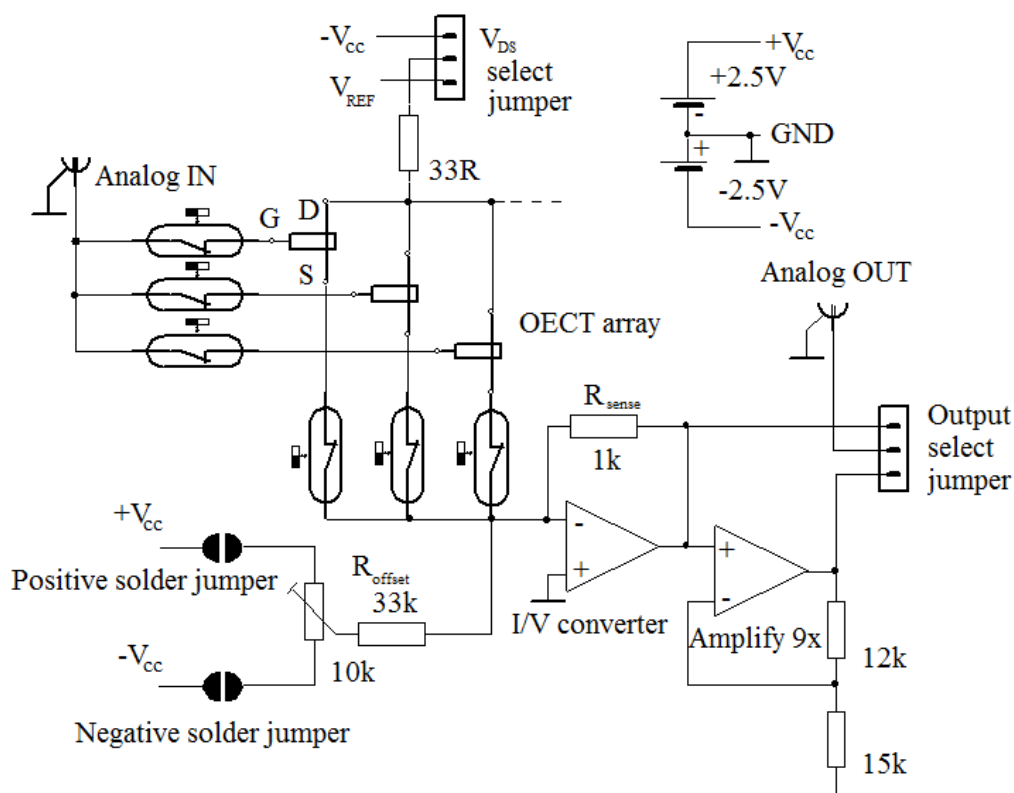 -Vcc
VDS
select
jumper
VREF
33R
+Vcc
+2.5V
-
GND
+
-2.5V
-Vcc
Analog IN
G
D
S
OECT array
Analog OUT
Rsense
1k
Output
select
jumper
+Vcc
Positive solder jumper
Roffset
33k
10k
-Vcc
Negative solder jumper
-
+
I/V converter
+
-
Amplify 9x
12k
15k